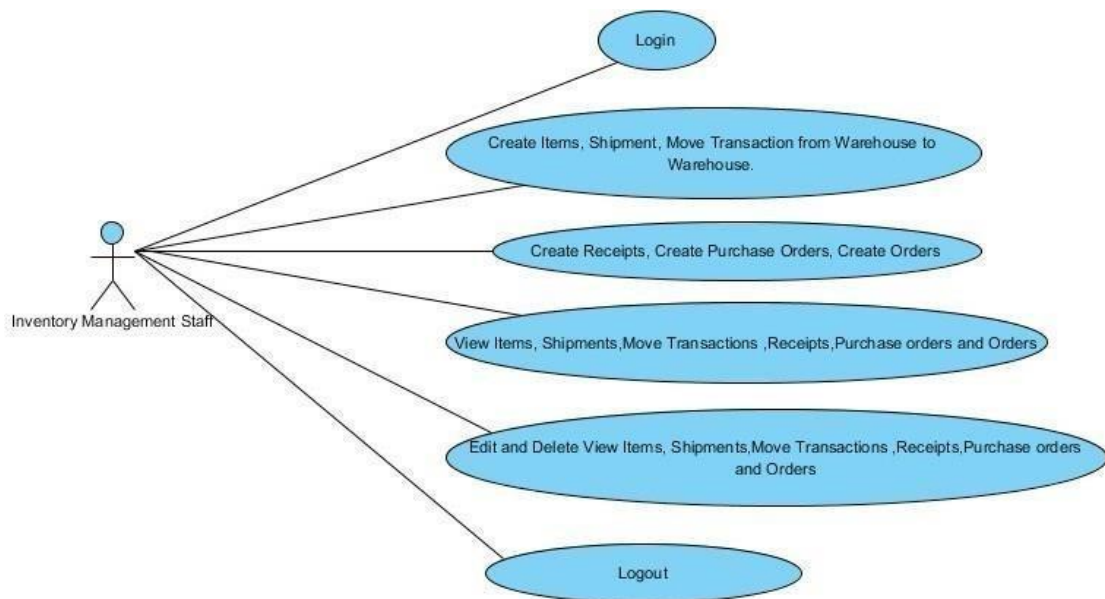 Login
Create Items, Shipment, Move Transaction from Warehouse to
Warehouse.
Create Receipts, Create Purchase Orders, Create Orders
Inventory Management Staff
View Items, Shipments,Move Transactions ,Receipts,Purchase orders and Orders
Edit and Delete View Items, Shipments,Move Transactions ,Receipts,Purchase orders
and Orders
Logout